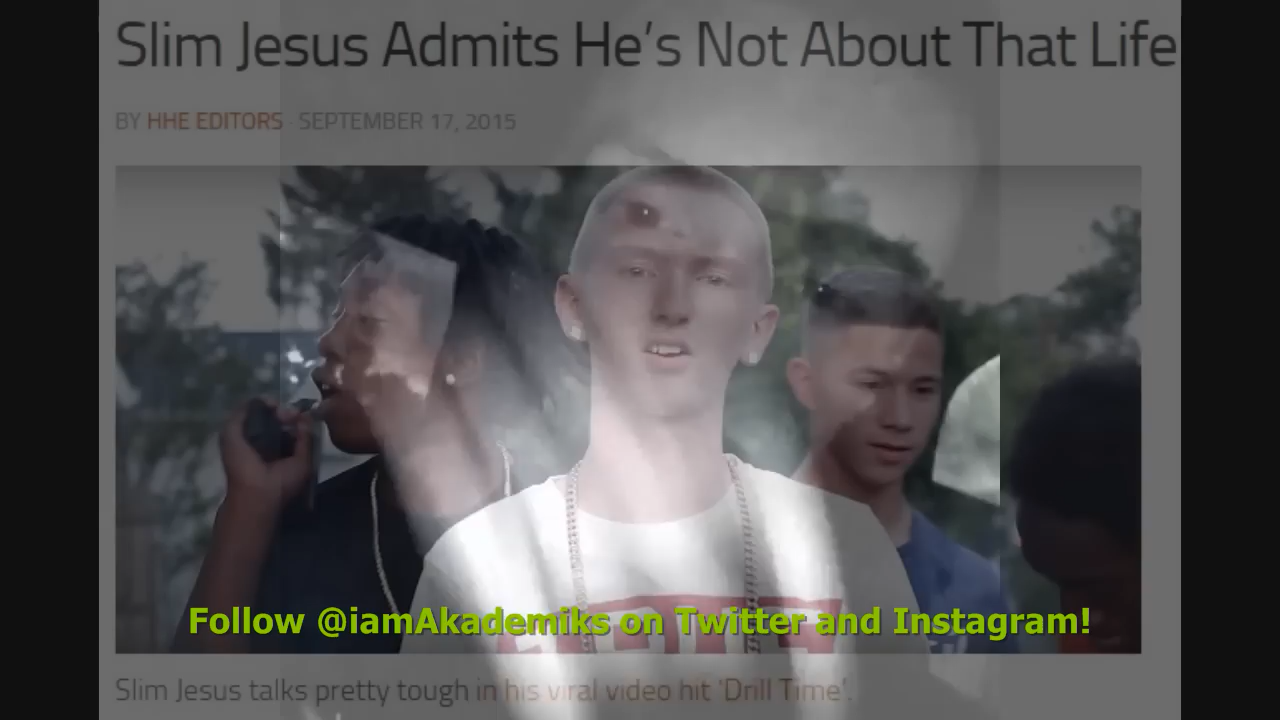 Slim Jesus Admits He's Not About That Life
BY HHE EDITORS · SEPTEMBER 17, 2015
Follow @iamAkademiks on Twitter and Instagram!
Slim Jesus talks pretty tough in his viral video hit 'Drill Time'.